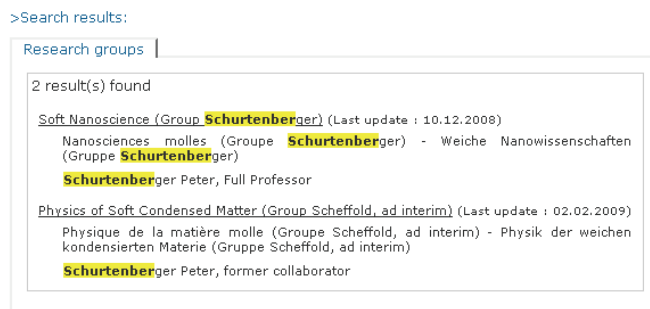 >Search results:
Research groups
2 result(s) found
Soft Nanoscience (Group Schurtenberger) (Last update : 10.12.2008)
Nanosciences molles (Groupe Schurtenberger) - Weiche Nanowissenschaften
(Gruppe Schurtenberger)
Schurtenberger Peter, Full Professor
Physics of Soft Condensed Matter (Group Scheffold, ad interim) (Last update : 02.02.2009)
Physique de la matière molle (Groupe Scheffold, ad interim) - Physik der weichen
kondensierten Materie (Gruppe Scheffold, ad interim)
Schurtenberger Peter, former collaborator